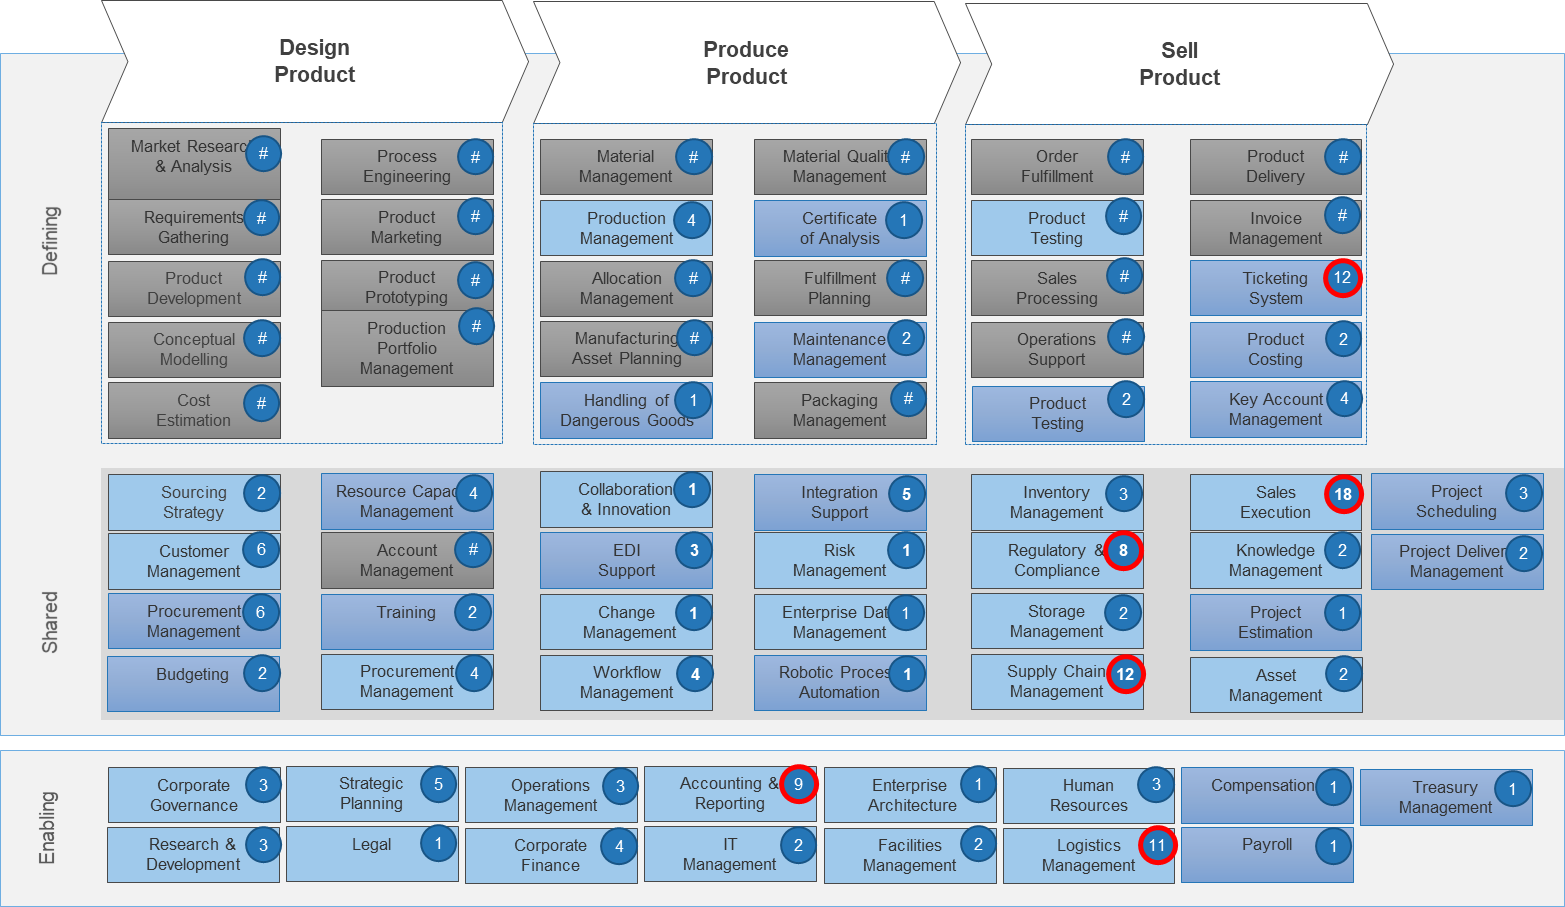 Design
Product
Produce
Product
Sell
Product
Defining
Market Researc
& Analysis
#
Requirements
Gathering
#
Product
Development
#
Conceptual
Modelling
#
Cost
Estimation
#
Process
Engineering
#
Product
Marketing
#
Product
Prototyping
#
Production
Portfolio
Management
#
Material
Management
#
Production
Management
4
Allocation
Management
#
Manufacturing
Asset Planning
#
Handling of
Dangerous Goods
1
Material Qualit
Management
#
Certificate
of Analysis
1
Fulfillment
Planning
#
Maintenance
Management
2
Packaging
Management
#
Order
Fulfillment
#
Product
Testing
#
Sales
Processing
#
Operations
Support
#
Product
Testing
2
Product
Delivery
#
Invoice
Management
#
Ticketing
System
12
Product
Costing
2
Key Account
Management
4
Shared
Sourcing
Strategy
2
Customer
Management
6
Procurement
Management
6
Budgeting
2
Resource Capac
Management
4
Account
Management
#
Training
2
Procurement
Management
4
Collaboration
& Innovation
1
EDI
Support
3
Change
Management
1
Workflow
Management
4
Integration
Support
5
Risk
Management
1
Enterprise Dat
Management
1
Robotic Proces
Automation
1
Inventory
Management
3
Regulatory &
Compliance
8
Storage
Management
2
Supply Chain
Management
12
Sales
Execution
18
Knowledge
Management
2
Project
Estimation
1
Asset
Management
2
Project
Scheduling
3
Project Deliver
Management
2
Enabling
Corporate
Governance
3
Strategic
Planning
5
Operations
Management
3
Accounting &
Reporting
9
Enterprise
Architecture
1
Human
Resources
3
Compensation
1
Treasury
Management
1
Research &
Development
3
Legal
1
Corporate
Finance
4
IT
Management
2
Facilities
Management
2
Logistics
Management
11
Payroll
1